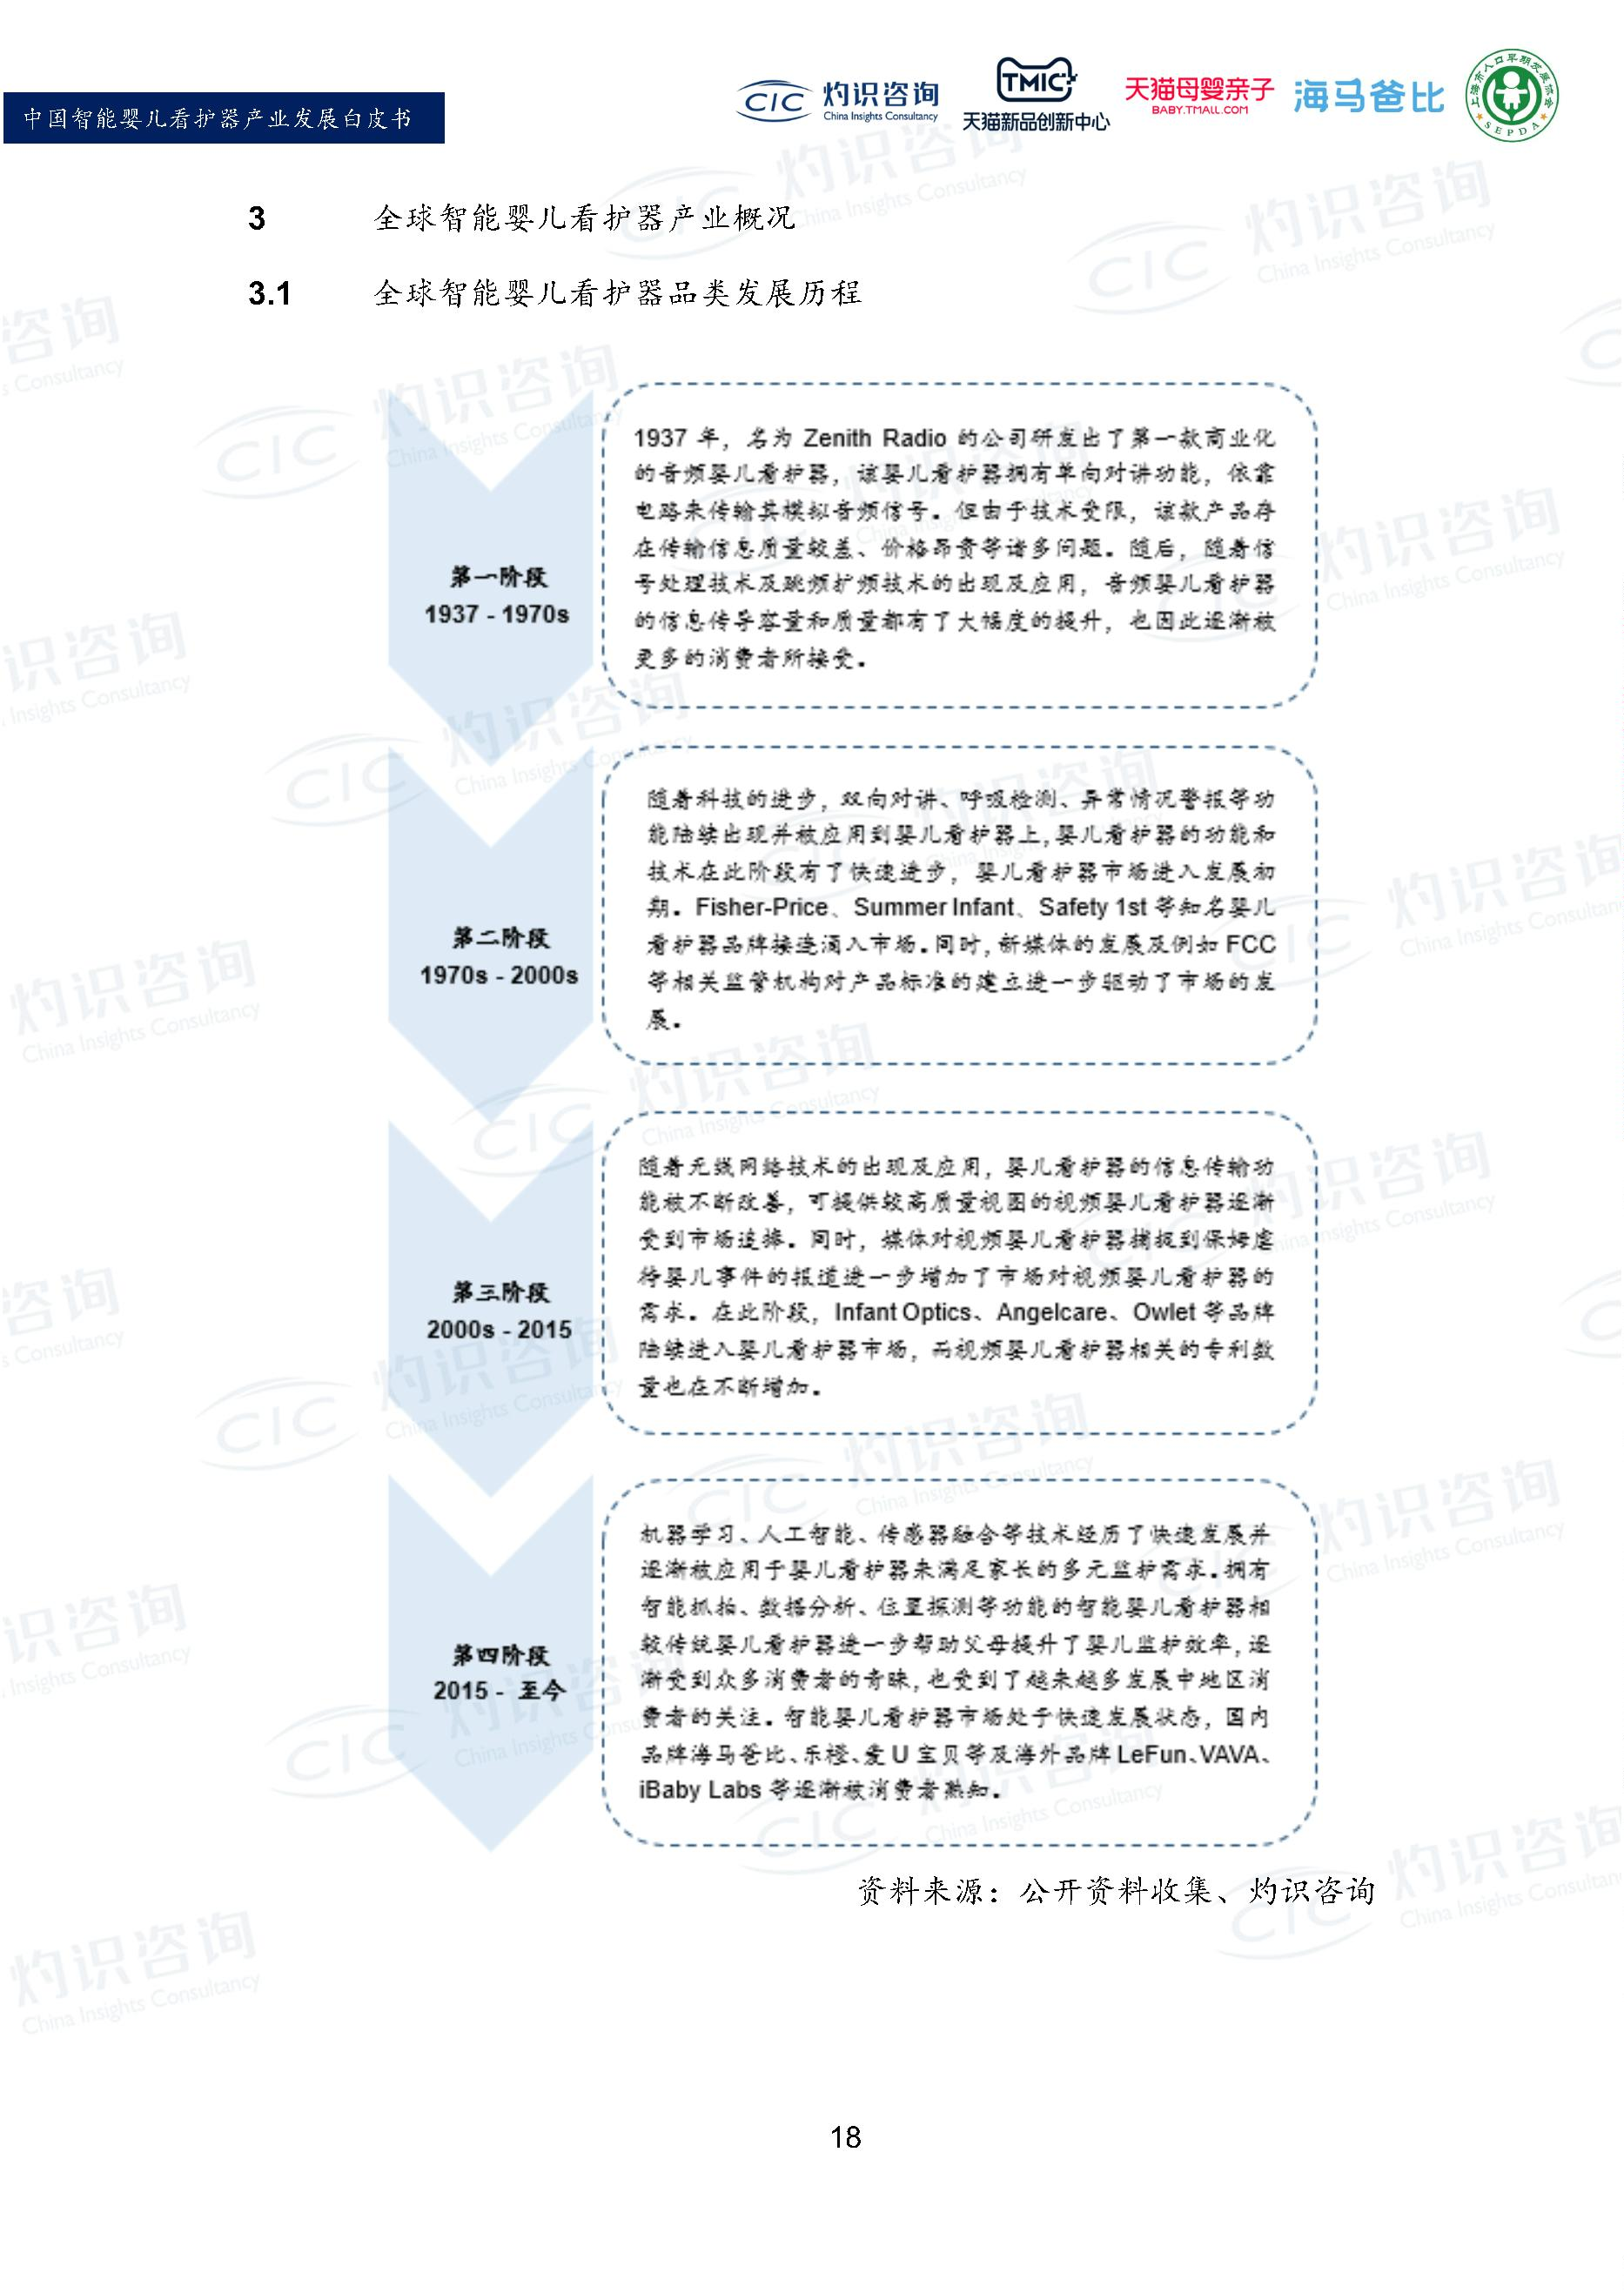 中国智能婴儿看护器产业发展白皮书
CIC 灼识咨询
China Insights Consultancy
TMIC
天猫新品创新中心
天猫母婴亲子
BABY.TMALL.COM
海马爸比
上海市人口早期发展协会
SEPDA
3 全球智能婴儿看护器产业概况
3.1 全球智能婴儿看护器品类发展历程
第一阶段
1937 - 1970s
1937 年，名为 Zenith Radio 的公司研发出了第一款商业化
的音频婴儿看护器，该婴儿看护器拥有单向对讲功能，依靠
电路来传输其模拟音频信号。但由于技术受限，该款产品存
在传输信息质量较差、价格昂贵等诸多问题。随后，随着信
号处理技术及跳频扩频技术的出现及应用，音频婴儿看护器
的信息传导容量和质量都有了大幅度的提升，也因此逐渐被
更多的消费者所接受。
第二阶段
1970s - 2000s
随着科技的进步，双向对讲、呼吸检测、异常情况警报等功
能陆续出现并被应用到婴儿看护器上，婴儿看护器的功能和
技术在此阶段有了快速进步，婴儿看护器市场进入发展初
期。Fisher-Price、Summer Infant、Safety 1st 等知名婴儿
看护器品牌接连涌入市场。同时，新媒体的发展及例如 FCC
等相关监管机构对产品标准的建立进一步驱动了市场的发
展。
第三阶段
2000s - 2015
随着无线网络技术的出现及应用，婴儿看护器的信息传输功
能被不断改善，可提供较高质量视图的视频婴儿看护器逐渐
受到市场追捧。同时，媒体对视频婴儿看护器捕捉到保姆虐
待婴儿事件的报道进一步增加了市场对视频婴儿看护器的
需求。在此阶段，Infant Optics、Angelcare、Owlet 等品牌
陆续进入婴儿看护器市场，而视频婴儿看护器相关的专利数
量也在不断增加。
第四阶段
2015 - 至今
机器学习、人工智能、传感器融合等技术经历了快速发展并
逐渐被应用于婴儿看护器来满足家长的多元监护需求。拥有
智能抓拍、数据分析、位置探测等功能的智能婴儿看护器相
较传统婴儿看护器进一步帮助父母提升了婴儿监护效率，逐
渐受到众多消费者的青睐，也受到了越来越多发展中地区消
费者的关注。智能婴儿看护器市场处于快速发展状态，国内
品牌海马爸比、乐橙、爱 U 宝贝等及海外品牌 LeFun、VAVA、
iBaby Labs 等逐渐被消费者熟知。
资料来源：公开资料收集、灼识咨询
18